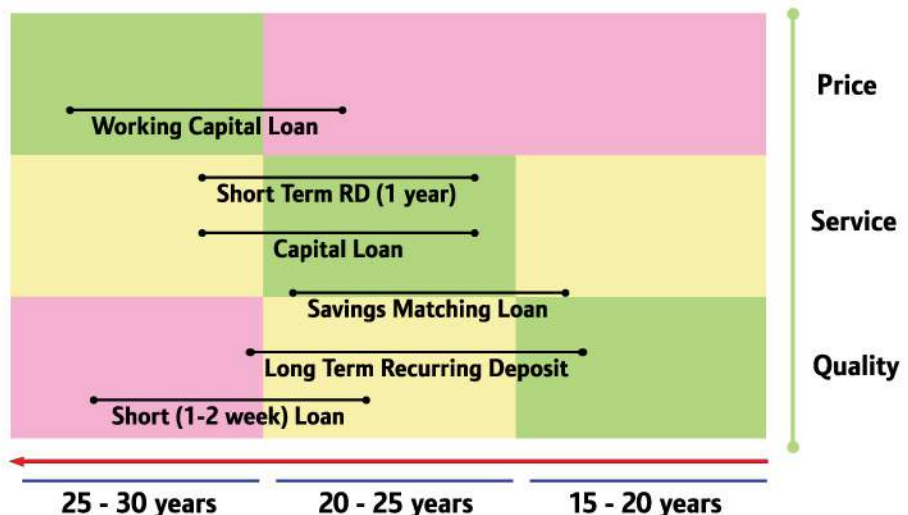 Price
Working Capital Loan
Short Term RD (1 year)
Service
Capital Loan
Savings Matching Loan
Long Term Recurring Deposit
Quality
Short (1-2 week) Loan
25 - 30 years
20 - 25 years
15 - 20 years